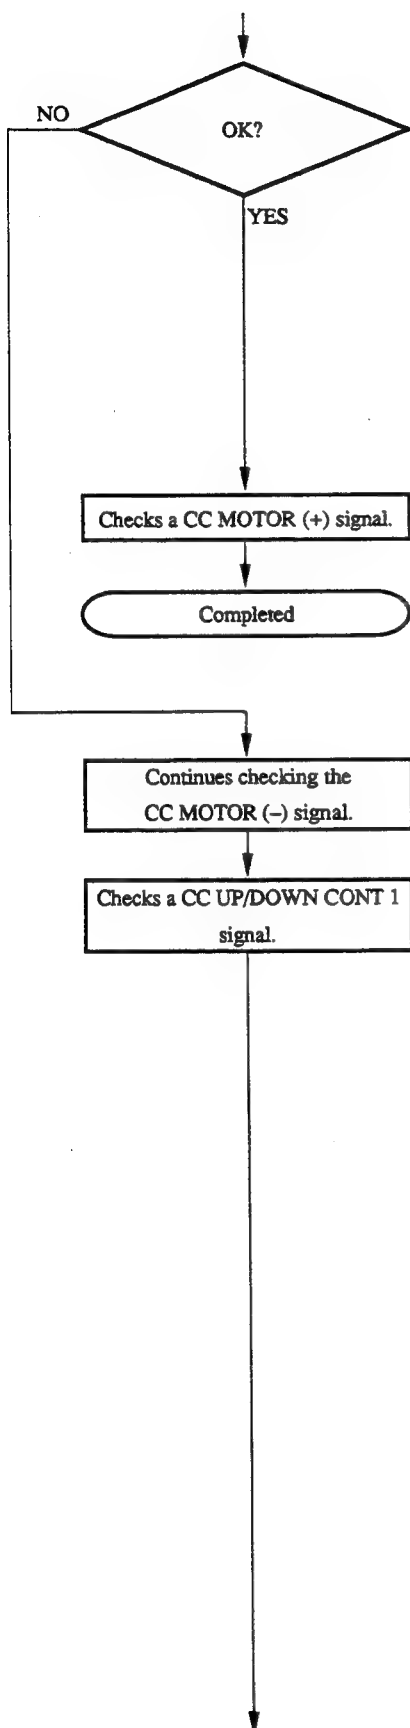 NO
OK?
YES
Checks a CC MOTOR (+) signal.
Completed
Continues checking the
CC MOTOR (–) signal.
Checks a CC UP/DOWN CONT 1
signal.